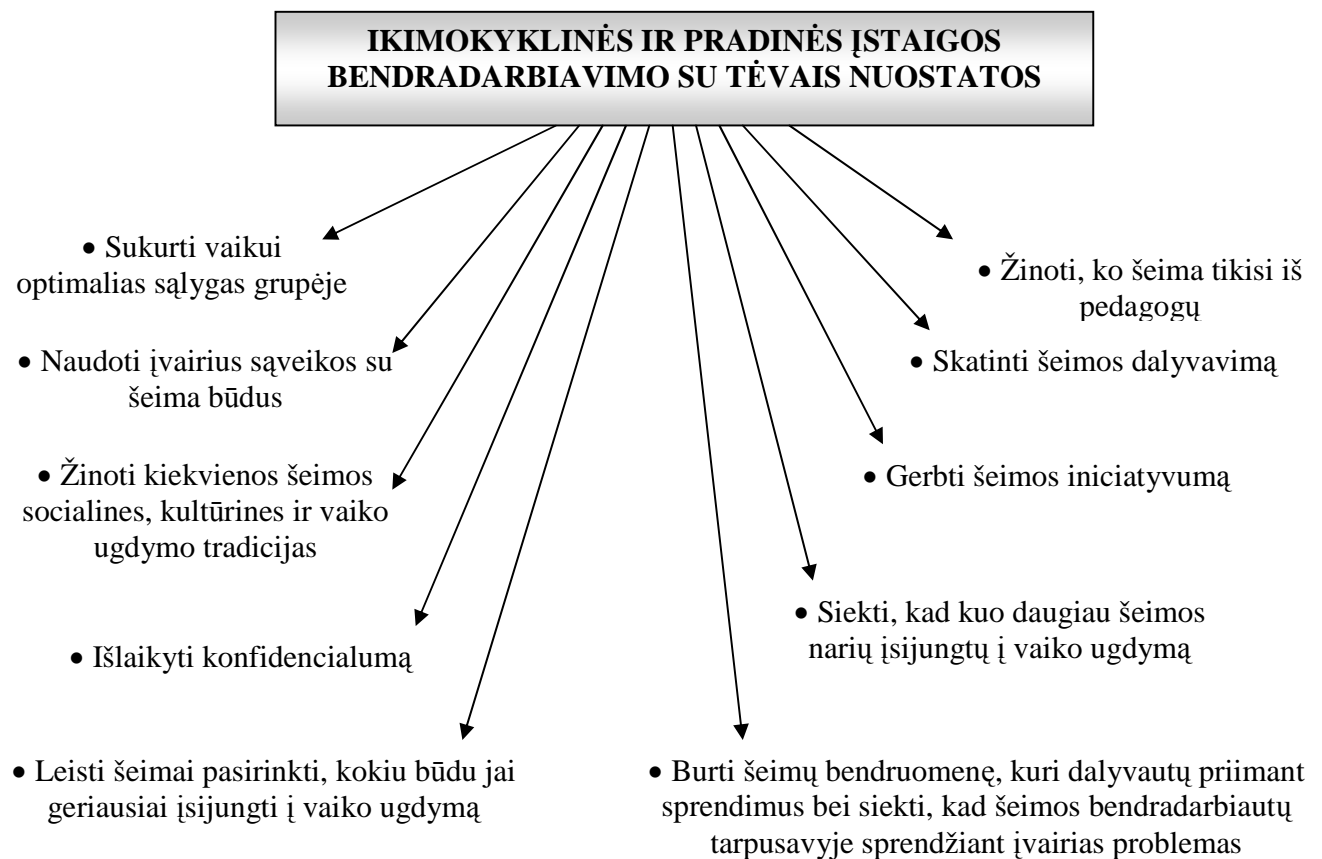 IKIMOKYKLINĖS IR PRADINĖS ĮSTAIGOS
BENDRADARBIAVIMO SU TĖVAIS NUOSTATOS
• Sukurti vaikui
optimalias sąlygas grupėje
• Naudoti įvairius sąveikos su
šeima būdus
• Žinoti kiekvienos šeimos
socialines, kultūrines ir vaiko
ugdymo tradicijas
• Išlaikyti konfidencialumą
• Leisti šeimai pasirinkti, kokiu būdu jai
geriausiai įsijungti į vaiko ugdymą
• Žinoti, ko šeima tikisi iš
pedagogų
• Skatinti šeimos dalyvavimą
• Gerbti šeimos iniciatyvumą
• Siekti, kad kuo daugiau šeimos
narių įsijungtų į vaiko ugdymą
• Burti šeimų bendruomenę, kuri dalyvautų priimant
sprendimus bei siekti, kad šeimos bendradarbiautų
tarpusavyje sprendžiant įvairias problemas